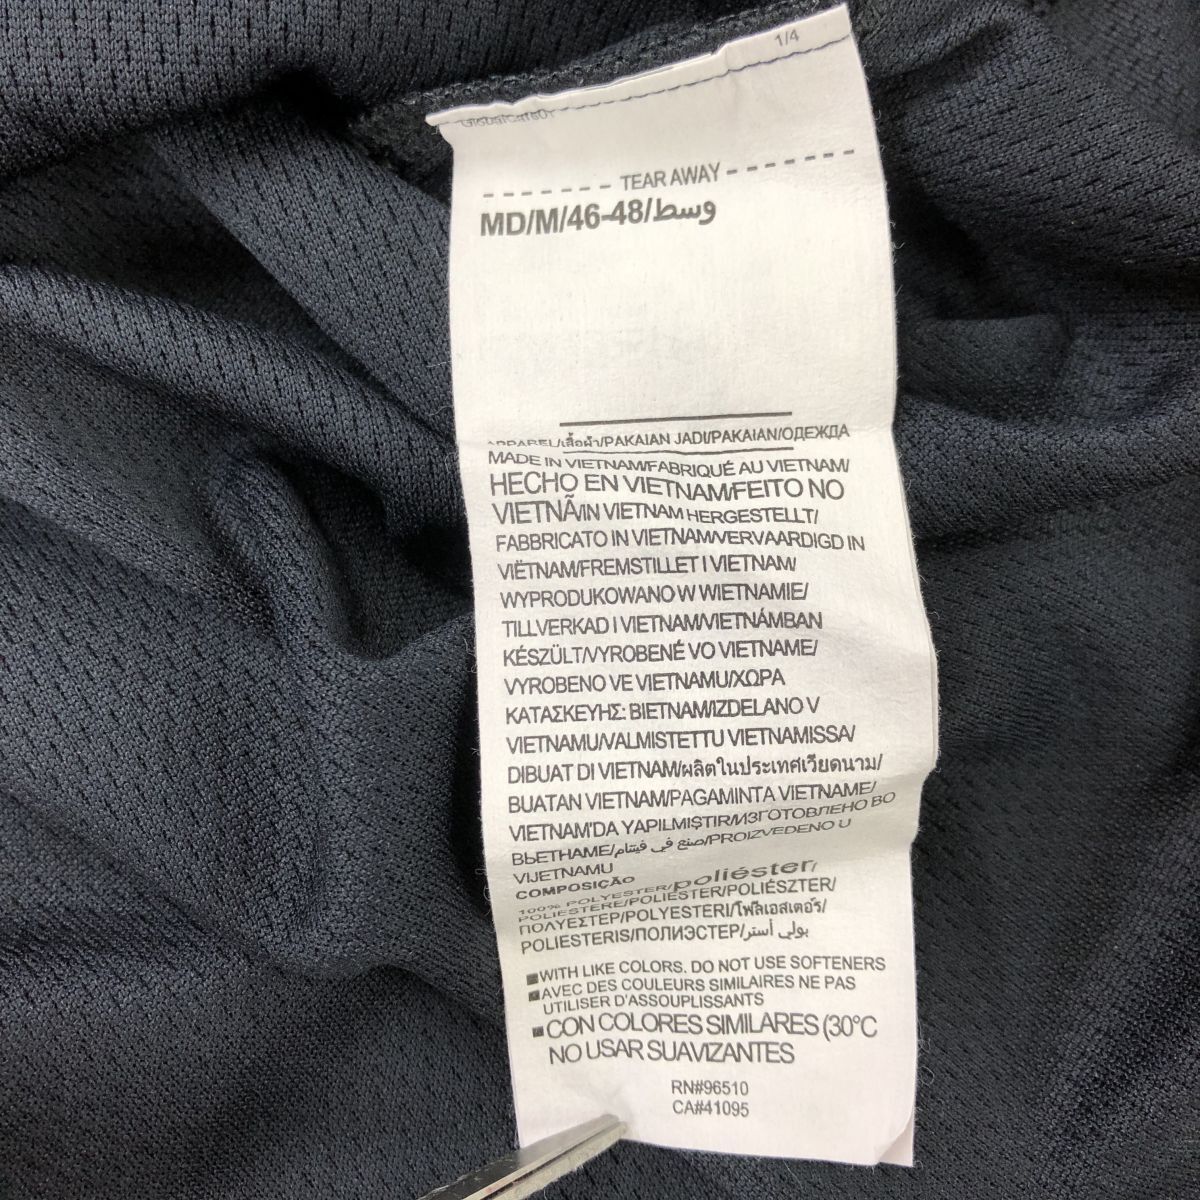 1/4
TEAR AWAY
MD/M/46-48/وسط
APPAREL/เสื้อผ้า/PAKAIAN JADI/PAKAIAN/ОДЕЖДА
MADE IN VIETNAM/FABRIQUÉ AU VIETNAM/
HECHO EN VIETNAM/FEITO NO
VIETNÃ/IN VIETNAM HERGESTELLT/
FABBRICATO IN VIETNAM/VERVAARDIGD IN
VIËTNAM/FREMSTILLET I VIETNAM/
WYPRODUKOWANO W WIETNAMIE/
TILLVERKAD I VIETNAM/VIETNÁMBAN
KÉSZÜLT/VYROBENÉ VO VIETNAME/
VYROBENO VE VIETNAMU/ΧΩΡΑ
ΚΑΤΑΣΚΕΥΗΣ: ΒΙΕΤΝΑΜ/IZDELANO V
VIETNAMU/VALMISTETTU VIETNAMISSA/
DIBUAT DI VIETNAM/ผลิตในประเทศเวียดนาม/
BUATAN VIETNAM/PAGAMINTA VIETNAME/
VIETNAM'DA YAPILMIŞTIR/ИЗГОТОВЛЕНО ВО
ВЬЕТНАМЕ/صنع في فيتنام/PROIZVEDENO U
VIJETNAMU
COMPOSIÇÃO
100% POLYESTER/poliéster/
POLIESTERE/POLIESTER/POLIÉSZTER/
ΠΟΛΥΕΣΤΕΡ/POLYESTERI/โพลีเอสเตอร์/
POLIESTERIS/ПОЛИЭСТЕР/بولي أستر
■WITH LIKE COLORS. DO NOT USE SOFTENERS
■AVEC DES COULEURS SIMILAIRES NE PAS
UTILISER D'ASSOUPLISSANTS
■CON COLORES SIMILARES (30°C
NO USAR SUAVIZANTES
RN#96510
CA#41095